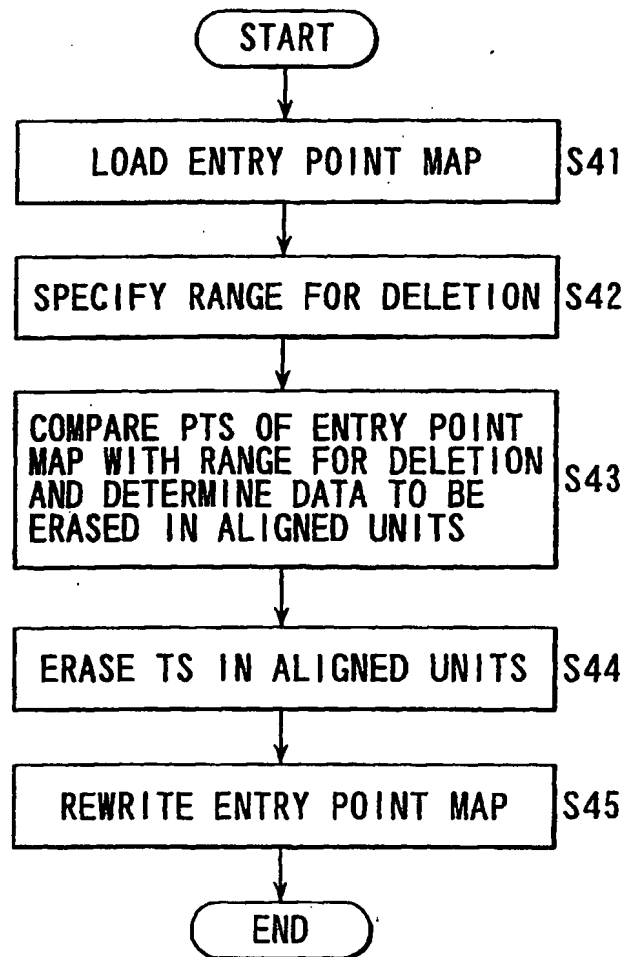 START
LOAD ENTRY POINT MAP S41
SPECIFY RANGE FOR DELETION S42
COMPARE PTS OF ENTRY POINT
MAP WITH RANGE FOR DELETION
AND DETERMINE DATA TO BE
ERASED IN ALIGNED UNITS
S43
ERASE TS IN ALIGNED UNITS S44
REWRITE ENTRY POINT MAP S45
END